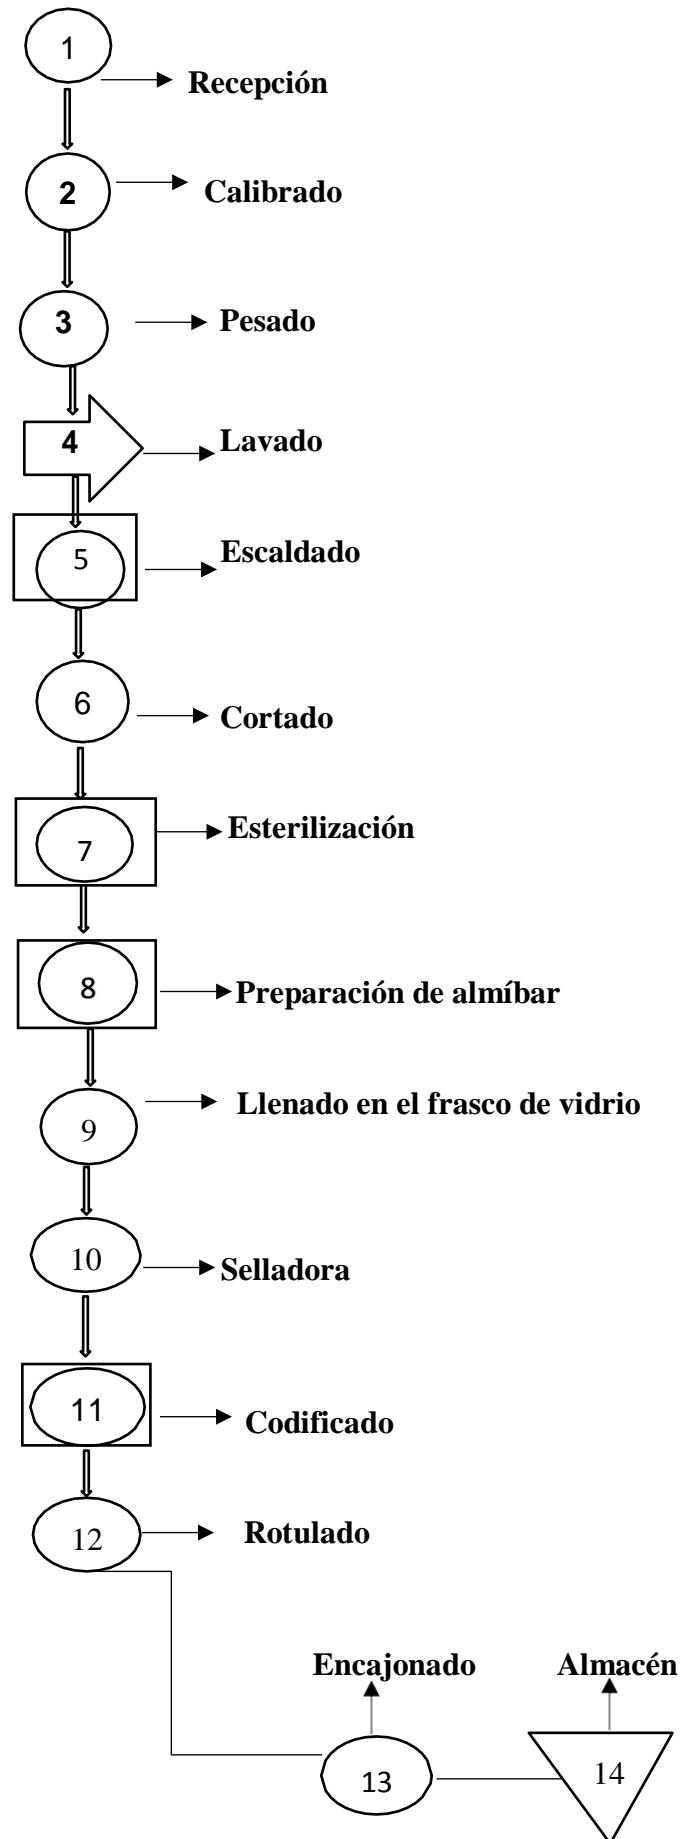 1
Recepción
2
Calibrado
3
Pesado
4
Lavado
5
Escaldado
6
Cortado
7
Esterilización
8
Preparación de almíbar
9
Llenado en el frasco de vidrio
10
Selladora
11
Codificado
12
Rotulado
Encajonado
Almacén
13
14